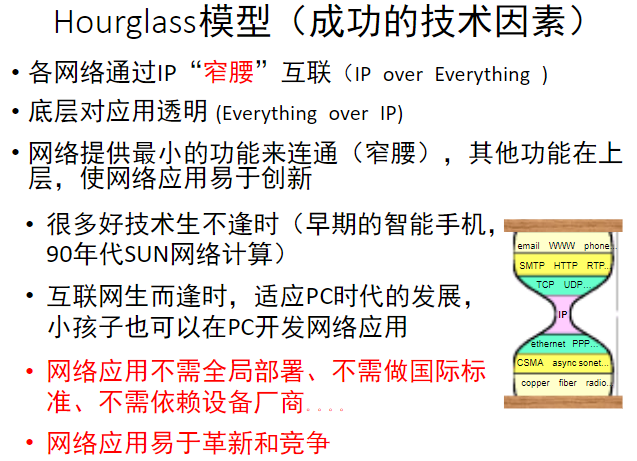 Hourglass模型（成功的技术因素）
• 各网络通过IP“窄腰”互联（IP over Everything ）
• 底层对应用透明 (Everything over IP)
• 网络提供最小的功能来连通（窄腰），其他功能在上
层，使网络应用易于创新
• 很多好技术生不逢时（早期的智能手机，
90年代SUN网络计算）
• 互联网生而逢时，适应PC时代的发展，
小孩子也可以在PC开发网络应用
• 网络应用不需全局部署、不需做国际标
准、不需依赖设备厂商。。。。
• 网络应用易于革新和竞争
email WWW phone...
SMTP HTTP RTP...
TCP UDP...
IP
ethernet PPP...
CSMA async sonet...
copper fiber radio...